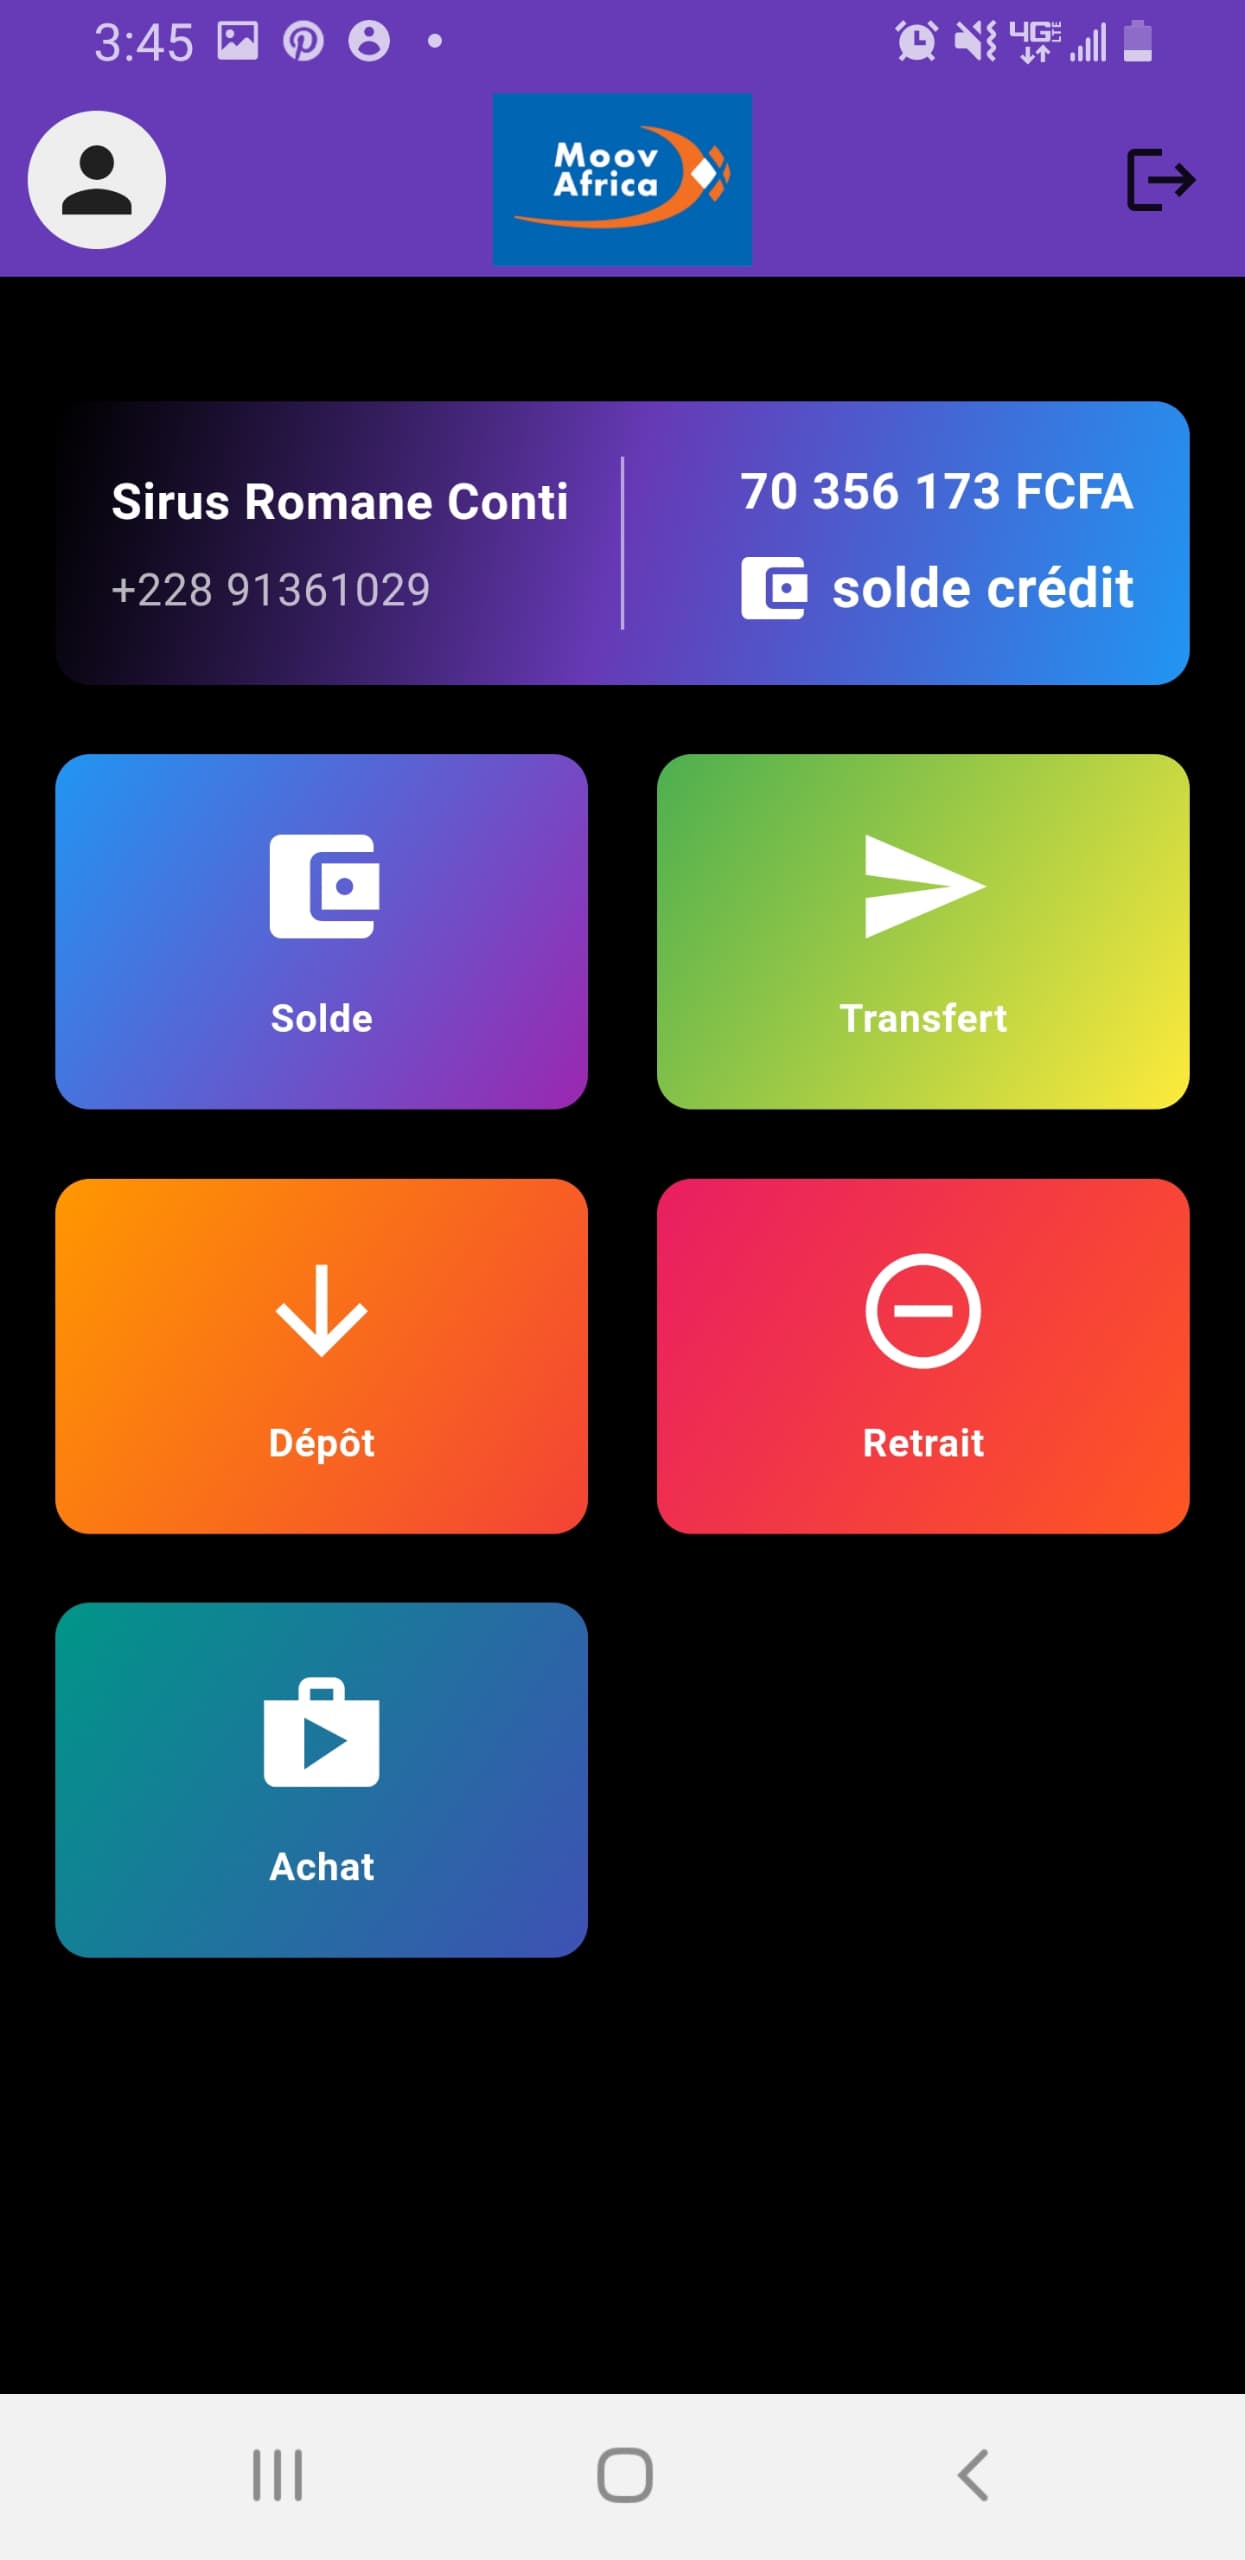 3:45
4G LTE
Moov
Africa
Sirus Romane Conti
+228 91361029
70 356 173 FCFA
solde crédit
Solde
Transfert
Dépôt
Retrait
Achat